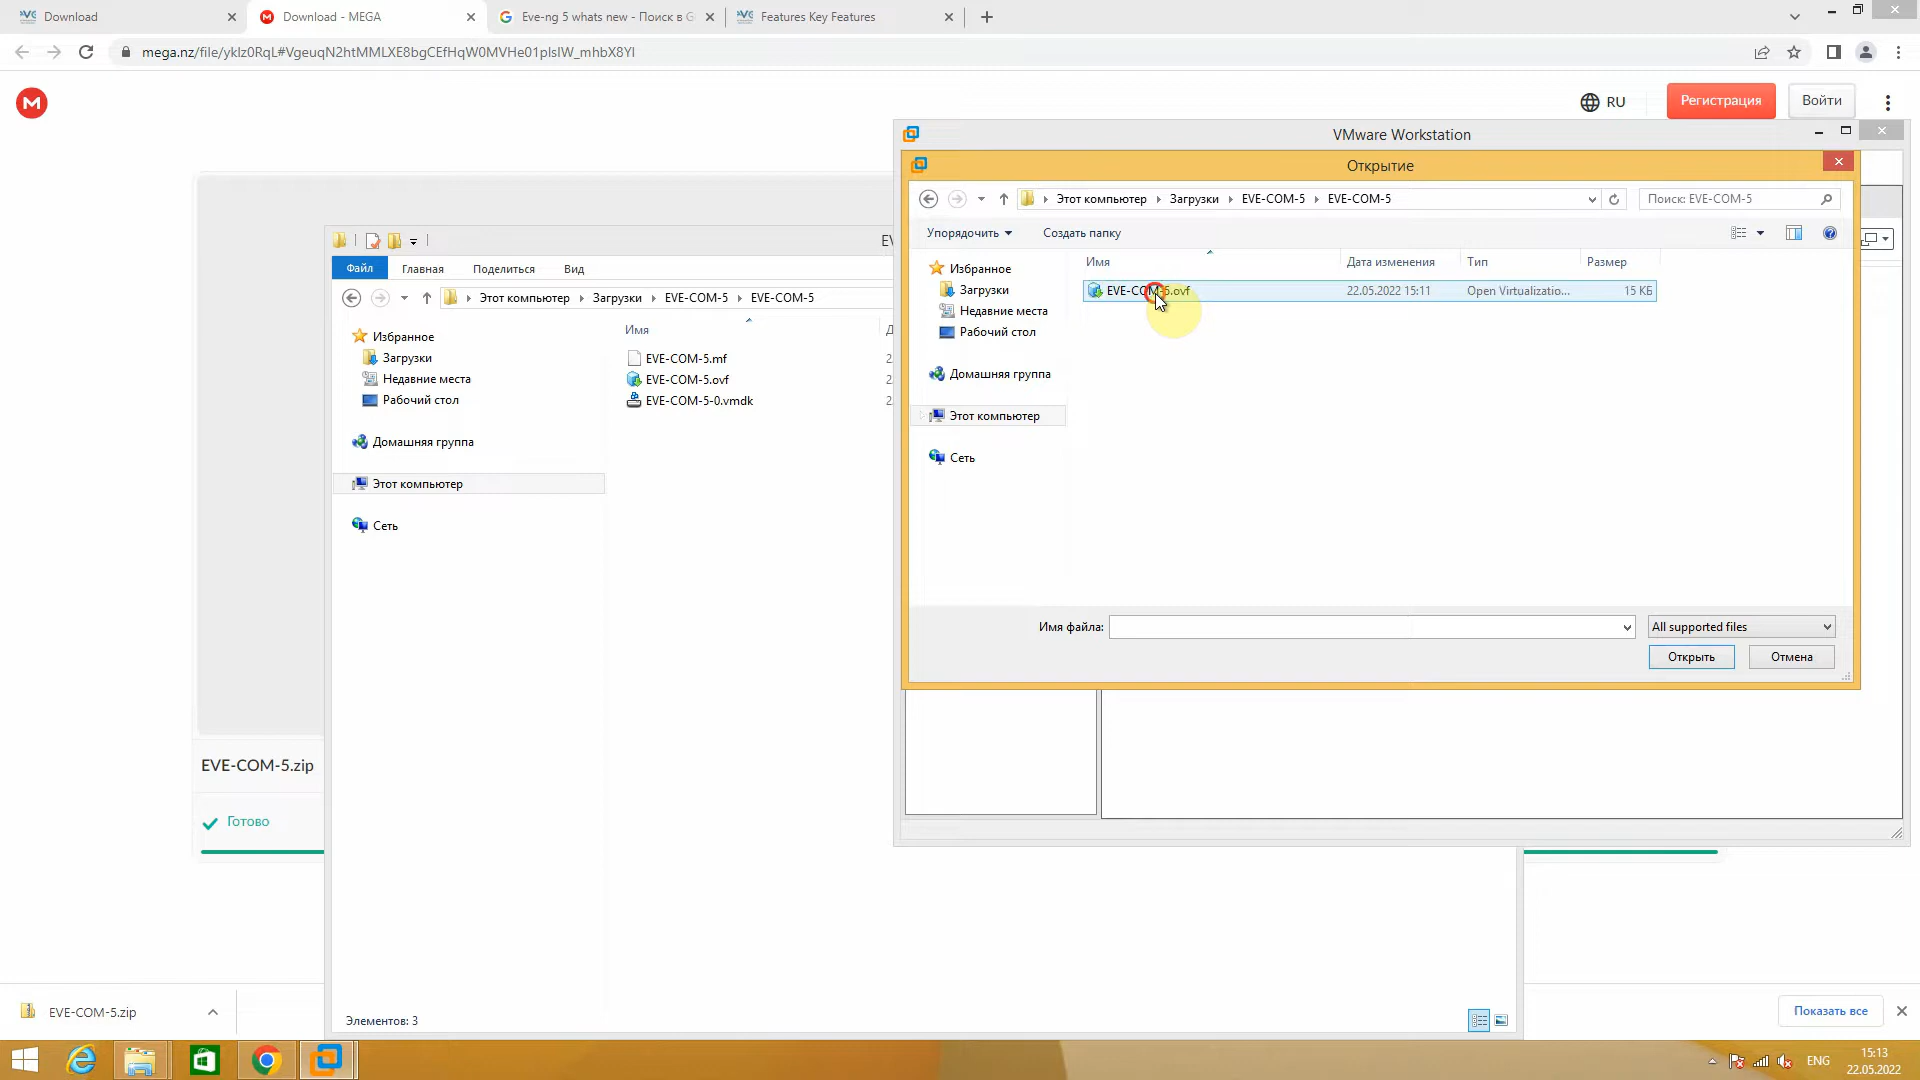 Download
Download - MEGA
Eve-ng 5 whats new - Поиск в G
Features Key Features
mega.nz/file/yklz0RqL#VgeuqN2htMMLXE8bgCEfHqW0MVHe01plsIW_mhbX8YI
M
RU
Регистрация
Войти
VMware Workstation
Открытие
Этот компьютер
Загрузки
EVE-COM-5
EVE-COM-5
Поиск: EVE-COM-5
Упорядочить
Создать папку
Имя
Дата изменения
Тип
Размер
Избранное
Загрузки
Недавние места
Рабочий стол
Домашняя группа
Этот компьютер
Сеть
EVE-COM-5.ovf
22.05.2022 15:11
Open Virtualizatio...
15 КБ
Имя файла:
All supported files
Открыть
Отмена
Файл
Главная
Поделиться
Вид
Этот компьютер
Загрузки
EVE-COM-5
EVE-COM-5
Избранное
Загрузки
Недавние места
Рабочий стол
Домашняя группа
Этот компьютер
Сеть
Имя
EVE-COM-5.mf
EVE-COM-5.ovf
EVE-COM-5-0.vmdk
Элементов: 3
EVE-COM-5.zip
Готово
EVE-COM-5.zip
Показать все
ENG
15:13
22.05.2022